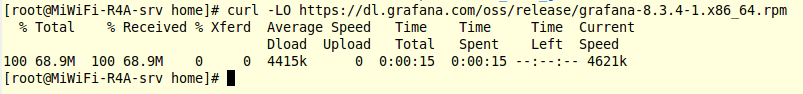 [root@MiWiFi-R4A-srv home]# curl -LO https://dl.grafana.com/oss/release/grafana-8.3.4-1.x86_64.rpm
  % Total    % Received % Xferd  Average Speed   Time    Time     Time  Current
                                 Dload  Upload   Total   Spent    Left  Speed
100 68.9M  100 68.9M    0     0  4415k      0  0:00:15  0:00:15 --:--:-- 4621k
[root@MiWiFi-R4A-srv home]#